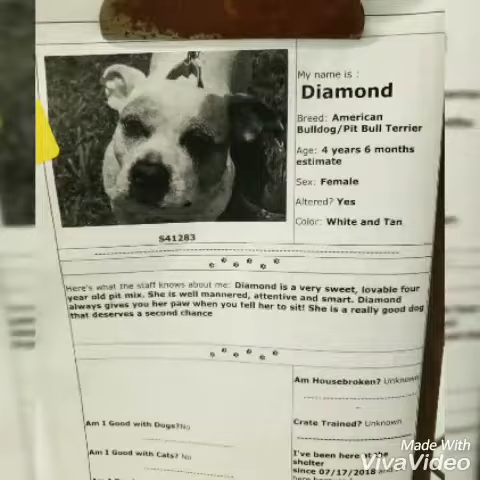 My name is :
Diamond
Breed: American
Bulldog/Pit Bull Terrier
Age: 4 years 6 months
estimate
Sex: Female
Altered? Yes
Color: White and Tan
S41283
Here's what the staff knows about me: Diamond is a very sweet, lovable four
year old pit mix. She is well mannered, attentive and smart. Diamond
always gives you her paw when you tell her to sit! She is a really good dog
that deserves a second chance
Am I Housebroken? Unknown
Am I Good with Dogs?No
Crate Trained? Unknown
Am I Good with Cats? No
I've been here at the
shelter
since 07/17/2018
Made With
VivaVideo